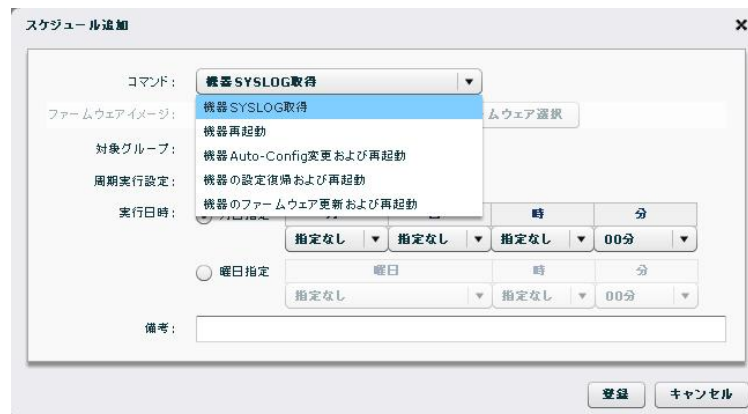 スケジュール追加
コマンド: 機器SYSLOG取得
機器SYSLOG取得
ファームウェアイメージ: ムウェア選択
機器再起動
対象グループ: 機器Auto-Config変更および再起動
周期実行設定: 機器の設定復帰および再起動
機器のファームウェア更新および再起動
実行日時: 時 分
指定なし 指定なし 指定なし 00分
曜日指定 曜日 時 分
指定なし 指定なし 00分
備考:
登録 キャンセル